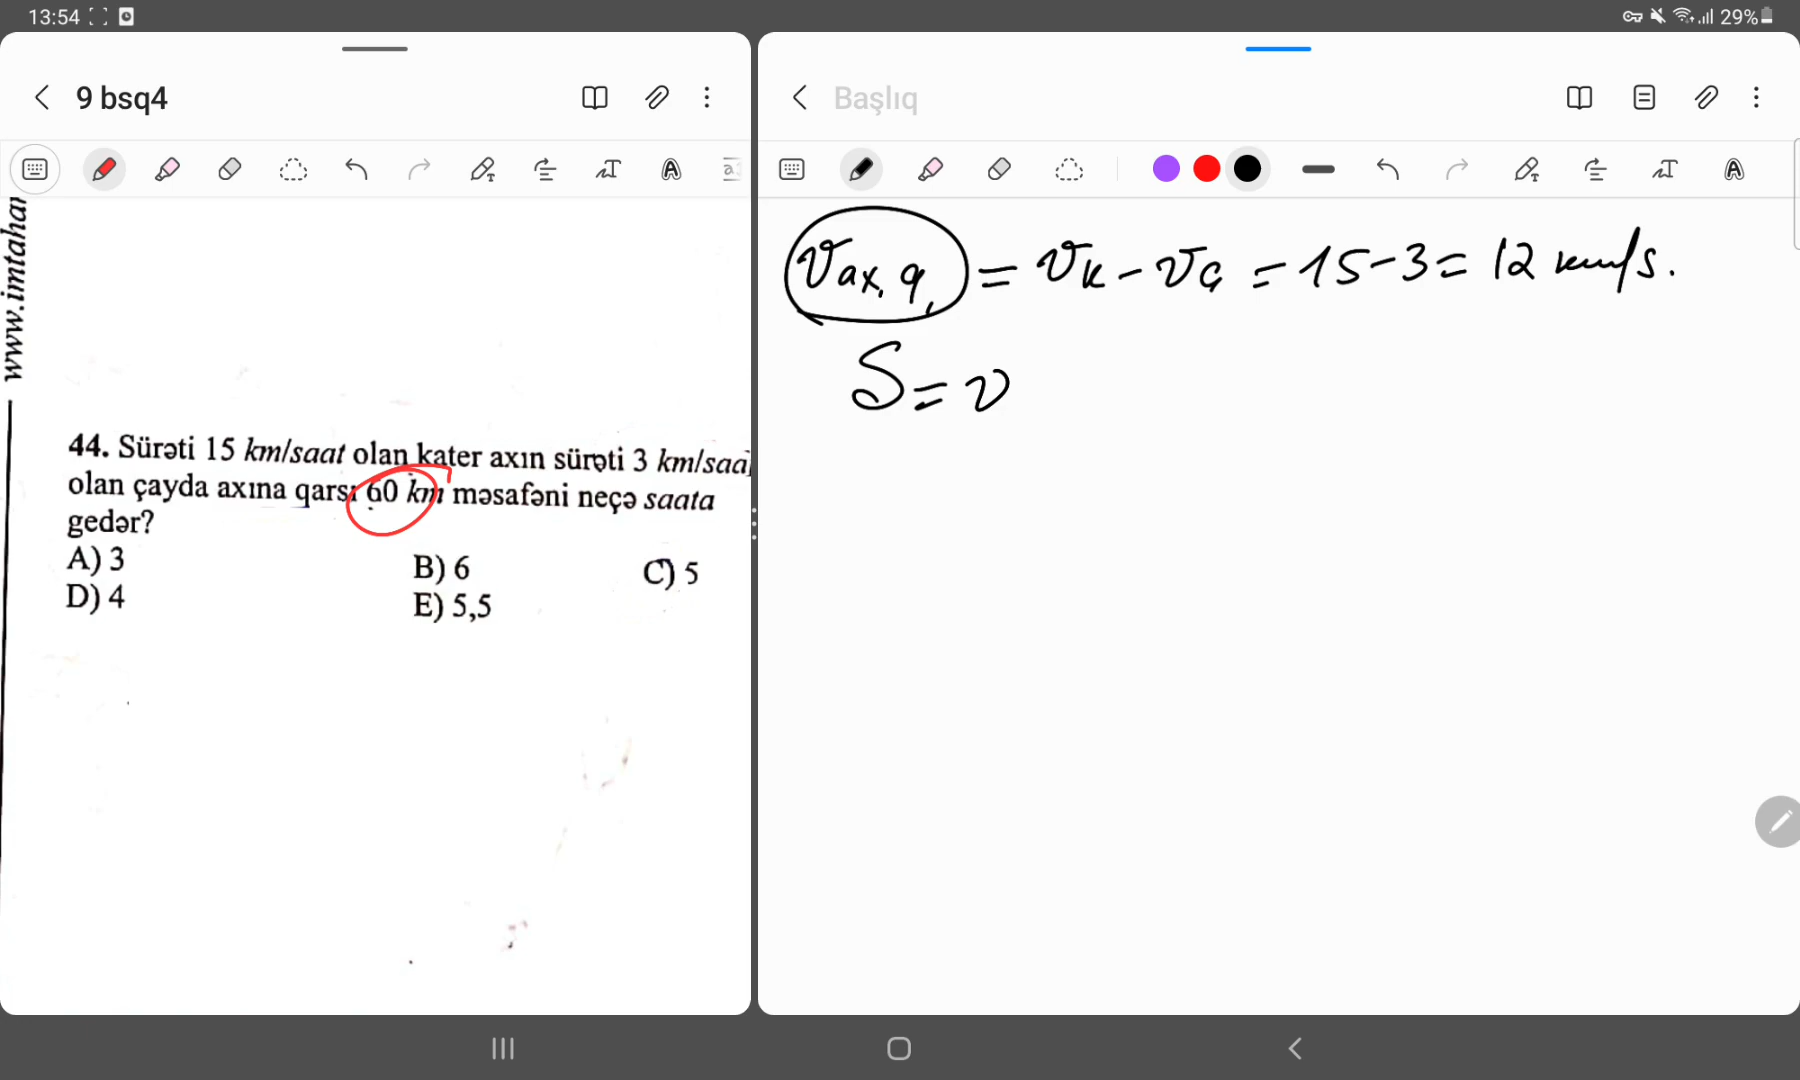 13:54
29%
9 bsq4
Başlıq
www.imtahan
44. Sürəti 15 km/saat olan kater axın sürəti 3 km/saa
olan çayda axına qarşı 60 km məsafəni neçə saata
gedər?
A) 3
B) 6
C) 5
D) 4
E) 5,5
Vax.q. = Vk - Vç = 15 - 3 = 12 km/s.
S = v